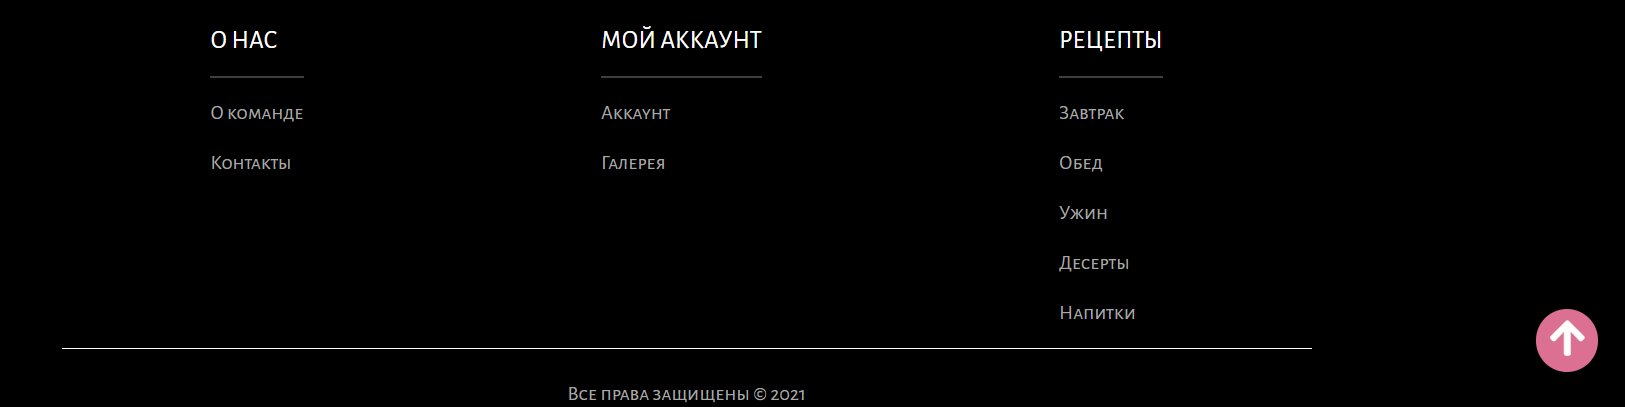 О НАС
О команде
Контакты
МОЙ АККАУНТ
Аккаунт
Галерея
РЕЦЕПТЫ
Завтрак
Обед
Ужин
Десерты
Напитки
Все права защищены © 2021